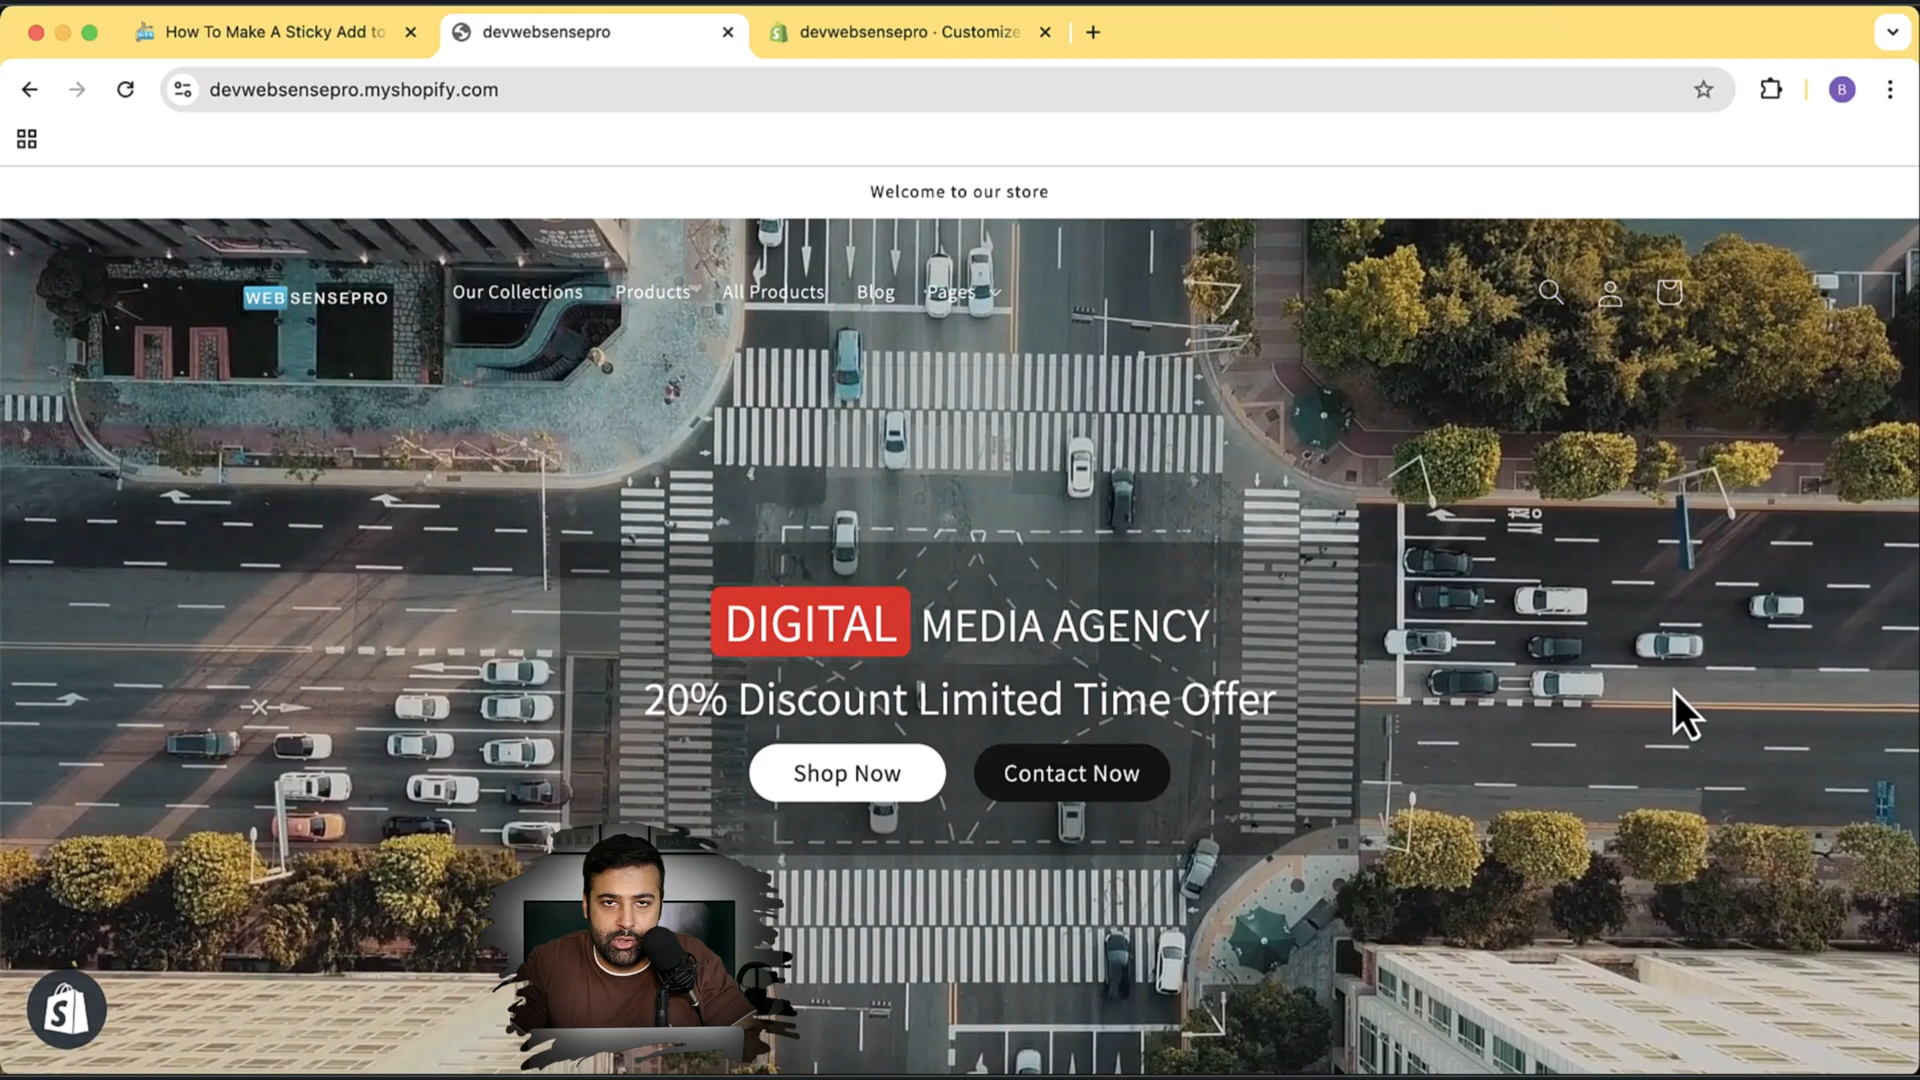 How To Make A Sticky Add to
devwebsensepro
devwebsensepro · Customize
devwebsensepro.myshopify.com
B
Welcome to our store
WEB SENSEPRO
Our Collections
Products
All Products
Blog
Pages
DIGITAL MEDIA AGENCY
20% Discount Limited Time Offer
Shop Now
Contact Now